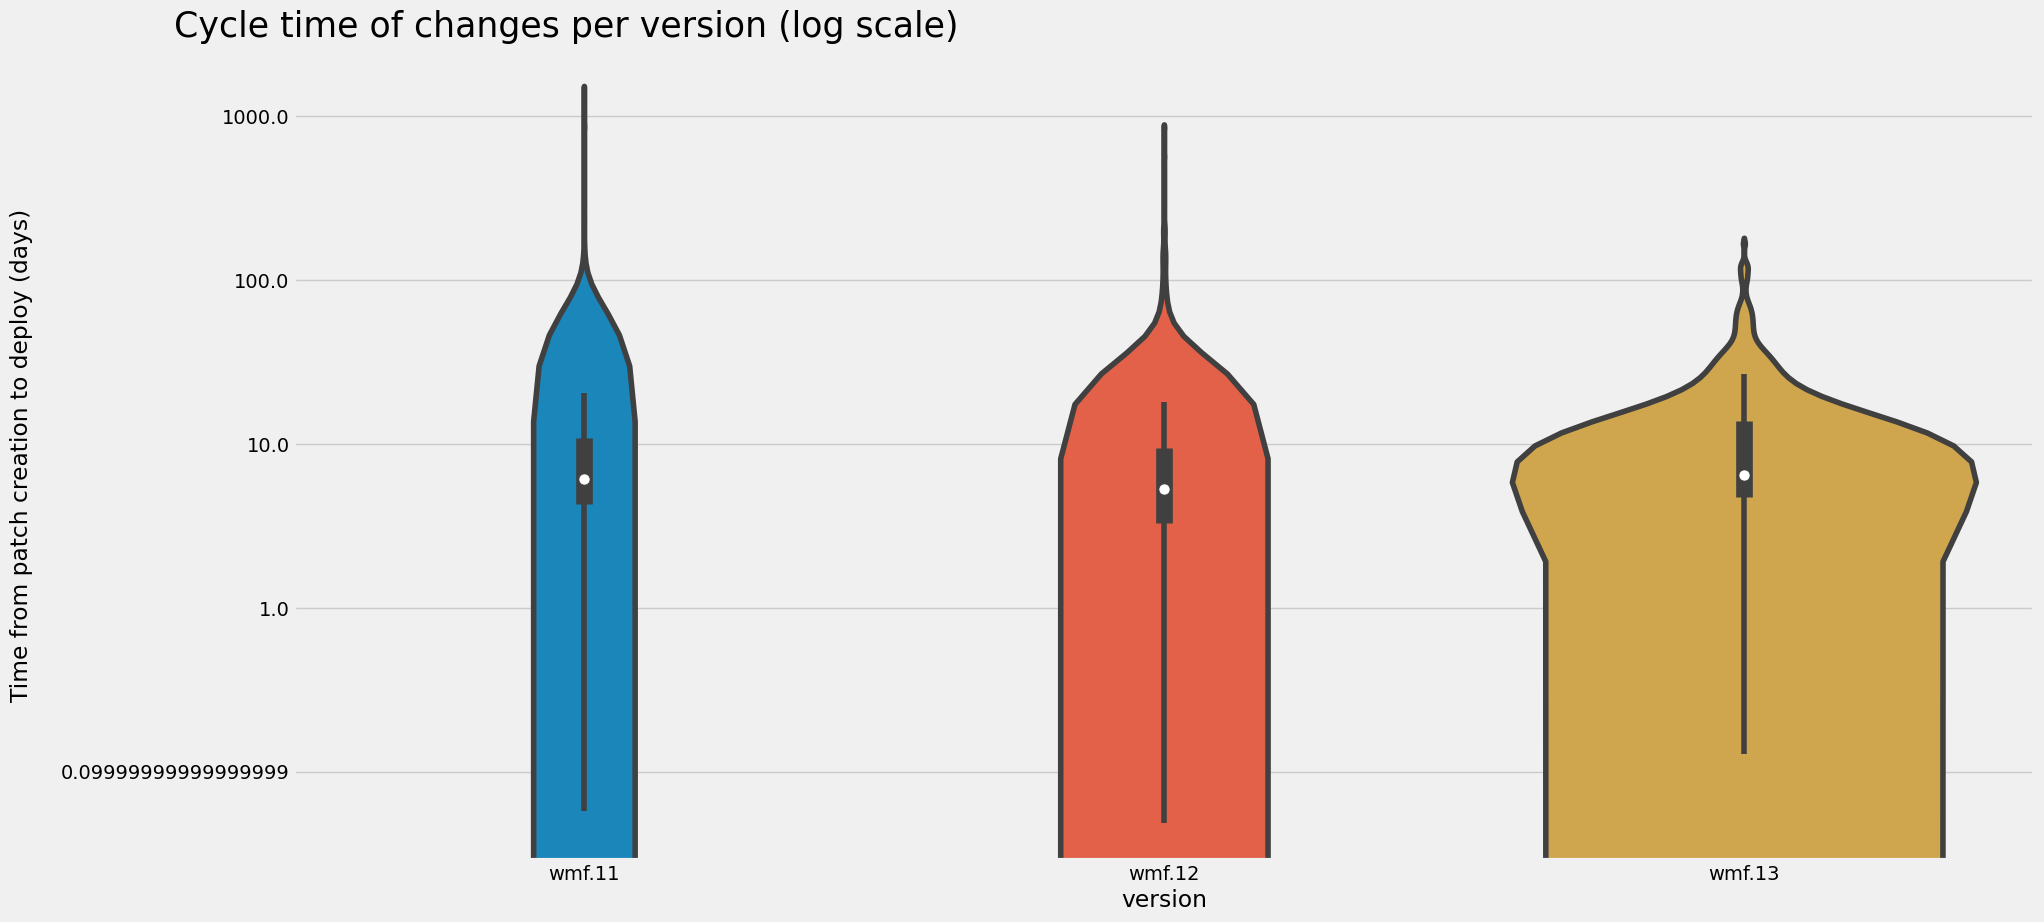 Cycle time of changes per version (log scale)
Time from patch creation to deploy (days)
1000.0
100.0
10.0
1.0
0.09999999999999999
wmf.11
wmf.12
wmf.13
version